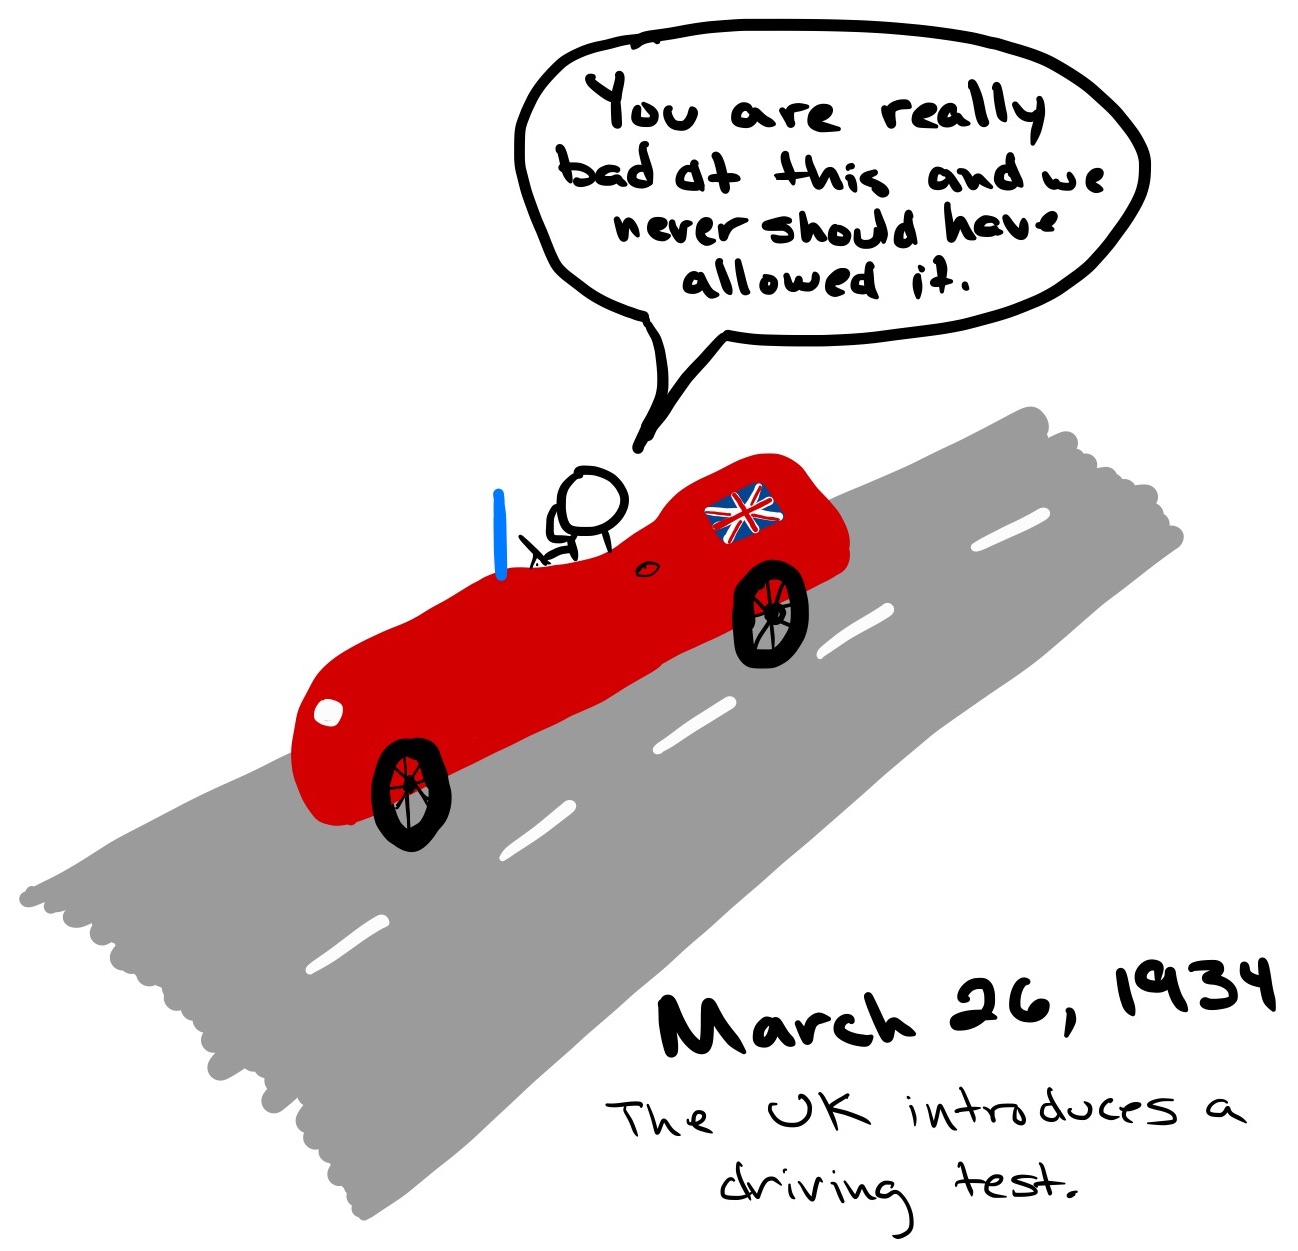 You are really
bad at this and we
never should have
allowed it.
March 26, 1934
The UK introduces a
driving test.